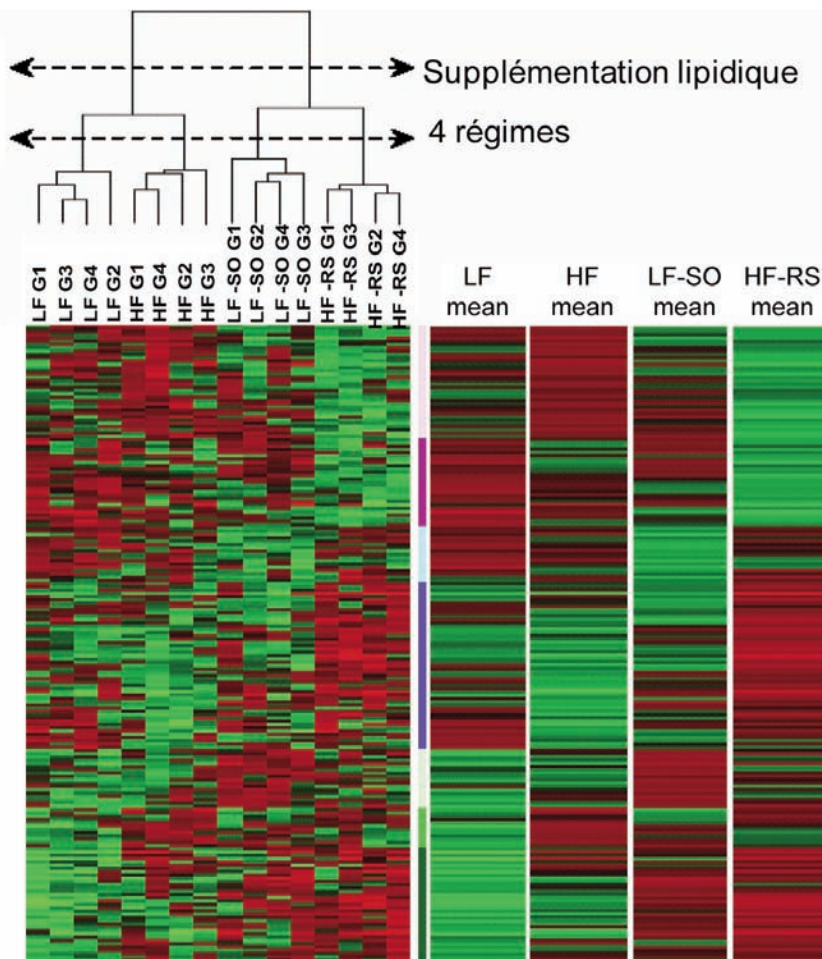 Supplémentation lipidique
4 régimes
LF G1
LF G3
LF G4
LF G2
HF G1
HF G4
HF G2
HF G3
LF -SO G1
LF -SO G2
LF -SO G4
LF -SO G3
HF -RS G1
HF -RS G3
HF -RS G2
HF -RS G4
LF
mean
HF
mean
LF-SO
mean
HF-RS
mean